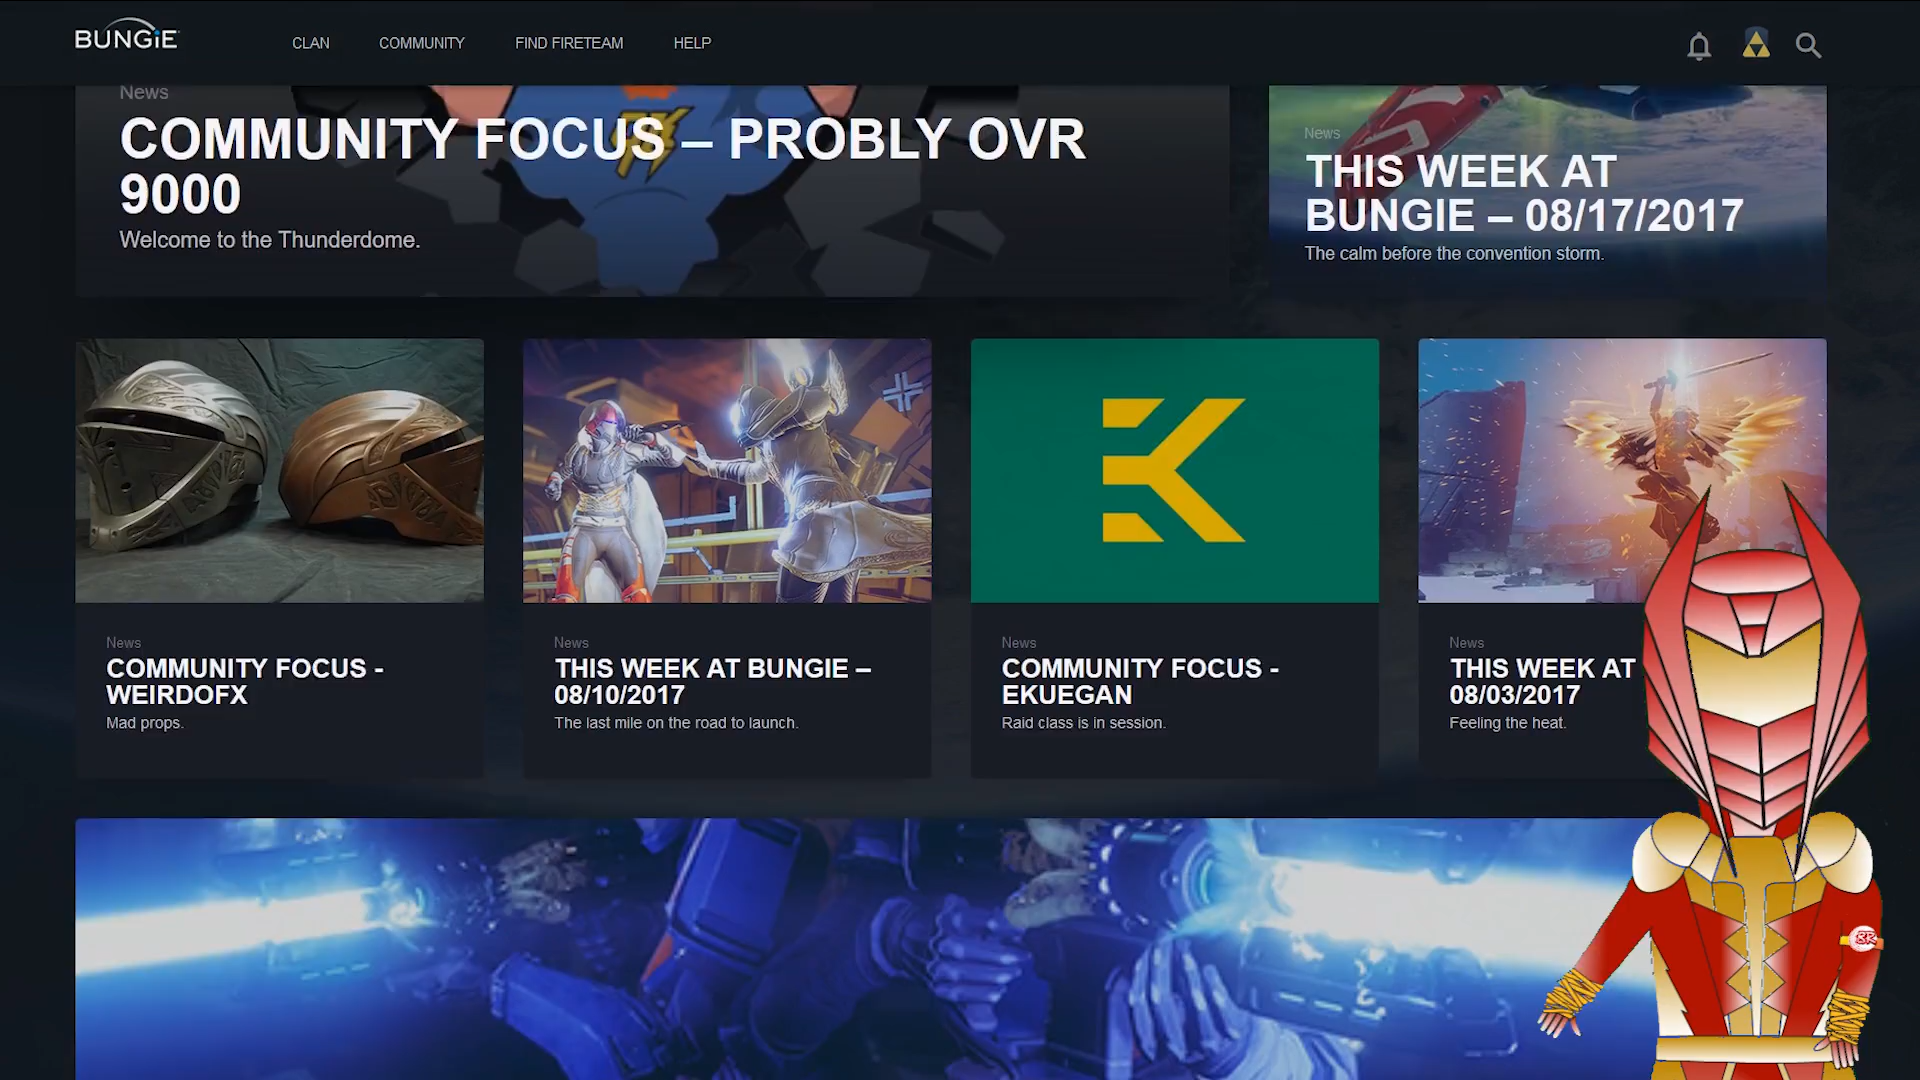 BUNGiE
CLAN
COMMUNITY
FIND FIRETEAM
HELP
News
COMMUNITY FOCUS – PROBLY OVR
9000
Welcome to the Thunderdome.
News
THIS WEEK AT
BUNGIE – 08/17/2017
The calm before the convention storm.
News
COMMUNITY FOCUS -
WEIRDOFX
Mad props.
News
THIS WEEK AT BUNGIE –
08/10/2017
The last mile on the road to launch.
News
COMMUNITY FOCUS -
EKUEGAN
Raid class is in session.
News
THIS WEEK AT
08/03/2017
Feeling the heat.